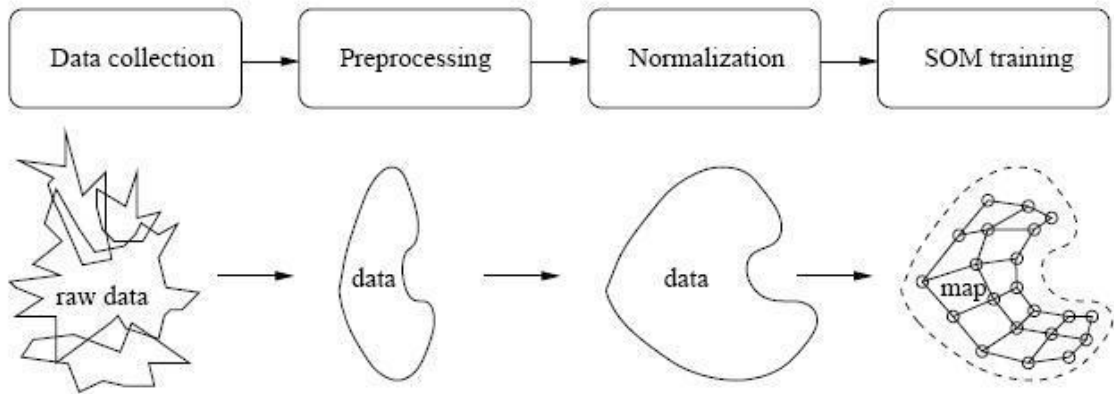 Data collection
Preprocessing
Normalization
SOM training
raw data
data
data
map